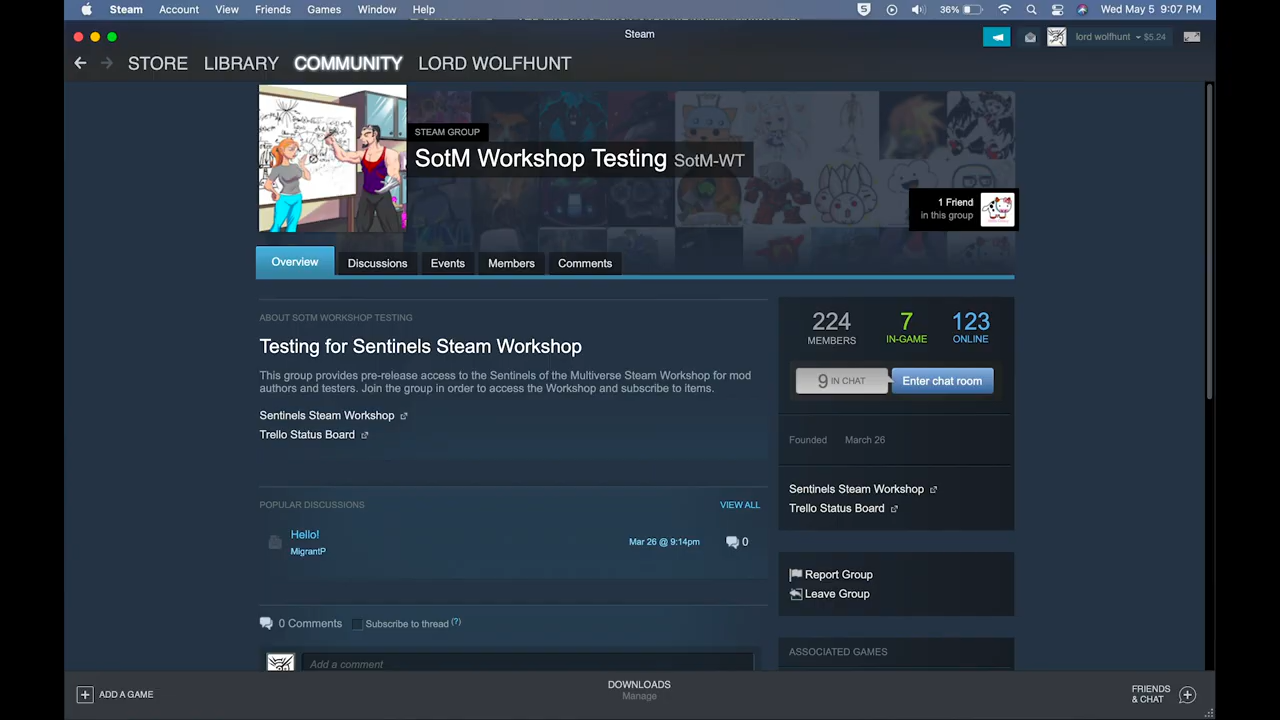 Steam Account View Friends Games Window Help 36% Wed May 5 9:07 PM
Steam
lord wolfhunt $5.24
STORE LIBRARY COMMUNITY LORD WOLFHUNT
STEAM GROUP
SotM Workshop Testing SotM-WT
1 Friend
in this group
Overview Discussions Events Members Comments
ABOUT SOTM WORKSHOP TESTING
Testing for Sentinels Steam Workshop
This group provides pre-release access to the Sentinels of the Multiverse Steam Workshop for mod
authors and testers. Join the group in order to access the Workshop and subscribe to items.
Sentinels Steam Workshop
Trello Status Board
POPULAR DISCUSSIONS VIEW ALL
Hello!
MigrantP
Mar 26 @ 9:14pm 0
0 Comments Subscribe to thread (?)
Add a comment
224 7 123
MEMBERS IN-GAME ONLINE
9 IN CHAT Enter chat room
Founded March 26
Sentinels Steam Workshop
Trello Status Board
Report Group
Leave Group
ASSOCIATED GAMES
ADD A GAME
DOWNLOADS
Manage
FRIENDS
& CHAT